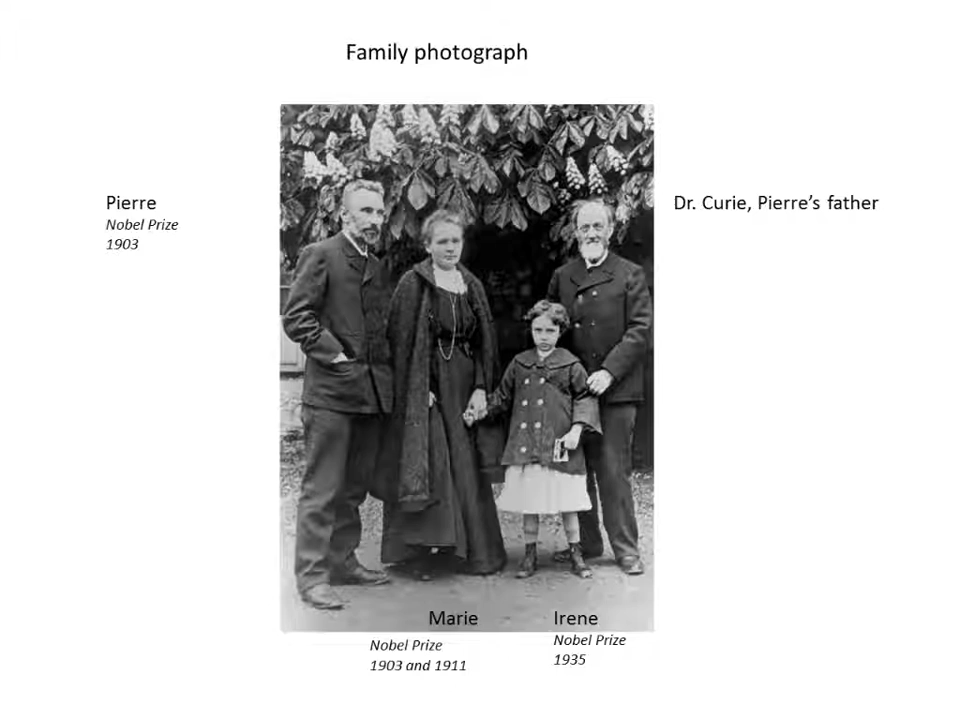 Family photograph
Pierre
Nobel Prize
1903
Dr. Curie, Pierre’s father
Marie
Nobel Prize
1903 and 1911
Irene
Nobel Prize
1935